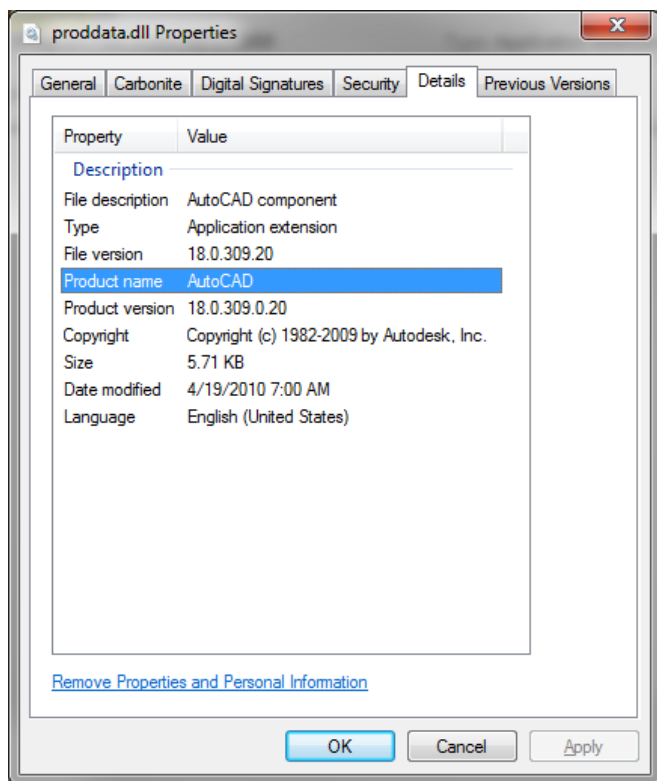 proddata.dll Properties
General Carbonite Digital Signatures Security Details Previous Versions
Property Value
Description
File description AutoCAD component
Type Application extension
File version 18.0.309.20
Product name AutoCAD
Product version 18.0.309.0.20
Copyright Copyright (c) 1982-2009 by Autodesk, Inc.
Size 5.71 KB
Date modified 4/19/2010 7:00 AM
Language English (United States)
Remove Properties and Personal Information
OK Cancel Apply